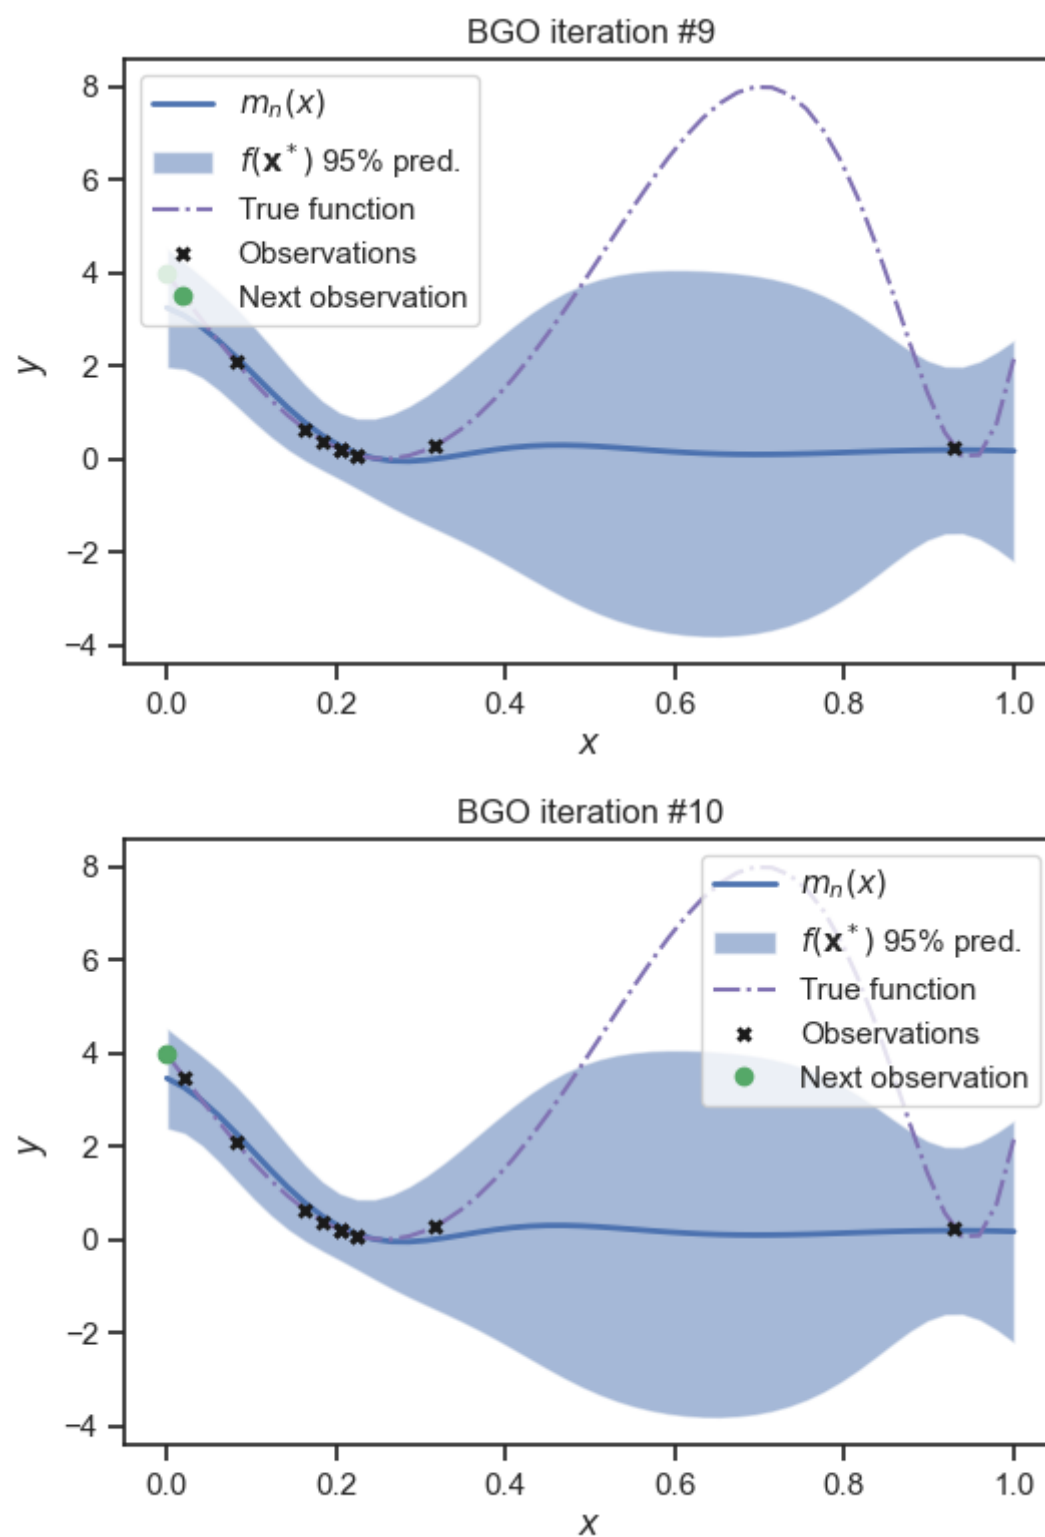 BGO iteration #9
8
6
4
2
0
−2
−4
y
mₙ(x)
f(x*) 95% pred.
True function
Observations
Next observation
0.0 0.2 0.4 0.6 0.8 1.0
x
BGO iteration #10
8
6
4
2
0
−2
−4
y
mₙ(x)
f(x*) 95% pred.
True function
Observations
Next observation
0.0 0.2 0.4 0.6 0.8 1.0
x